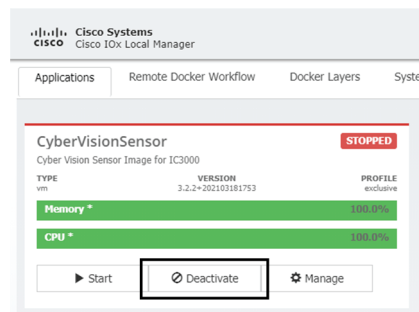 Cisco Systems
cisco Cisco IOx Local Manager
Applications Remote Docker Workflow Docker Layers Syste
CyberVisionSensor STOPPED
Cyber Vision Sensor Image for IC3000
TYPE VERSION PROFILE
vm 3.2.2+202103181753 exclusive
Memory * 100.0%
CPU * 100.0%
Start Deactivate Manage